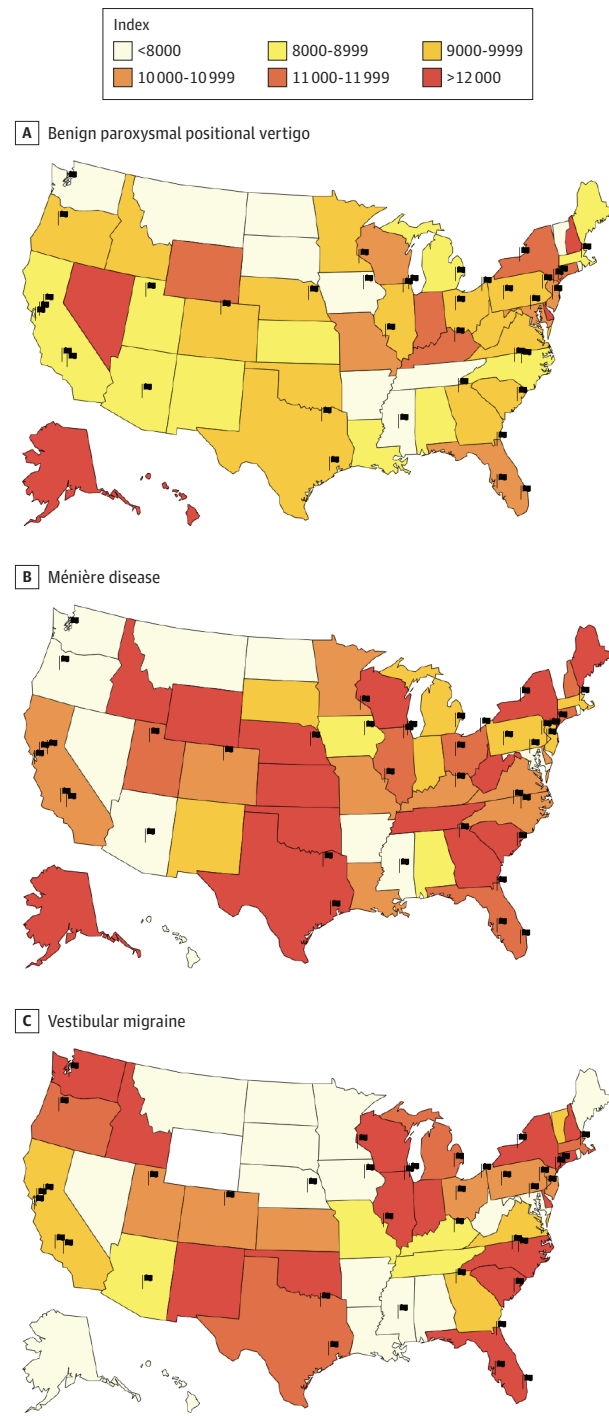 Index
<8000
8000-8999
9000-9999
10 000-10 999
11 000-11 999
>12 000
A Benign paroxysmal positional vertigo
B Ménière disease
C Vestibular migraine